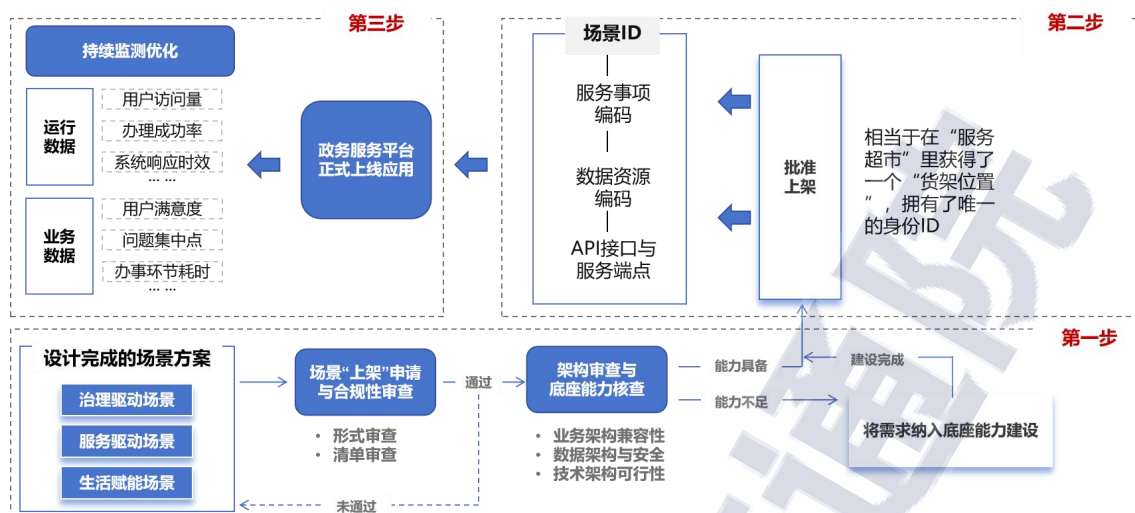 第三步
持续监测优化
运行
数据
用户访问量
办理成功率
系统响应时效
... ...
业务
数据
用户满意度
问题集中点
办事环节耗时
... ...
政务服务平台
正式上线应用
第二步
场景ID
服务事项
编码
数据资源
编码
API接口与
服务端点
批准
上架
相当于在“服务
超市”里获得了
一个“货架位置
”，拥有了唯一
的身份ID
第一步
设计完成的场景方案
治理驱动场景
服务驱动场景
生活赋能场景
场景“上架”申请
与合规性审查
• 形式审查
• 清单审查
通过
未通过
架构审查与
底座能力核查
• 业务架构兼容性
• 数据架构与安全
• 技术架构可行性
能力具备
能力不足
建设完成
将需求纳入底座能力建设